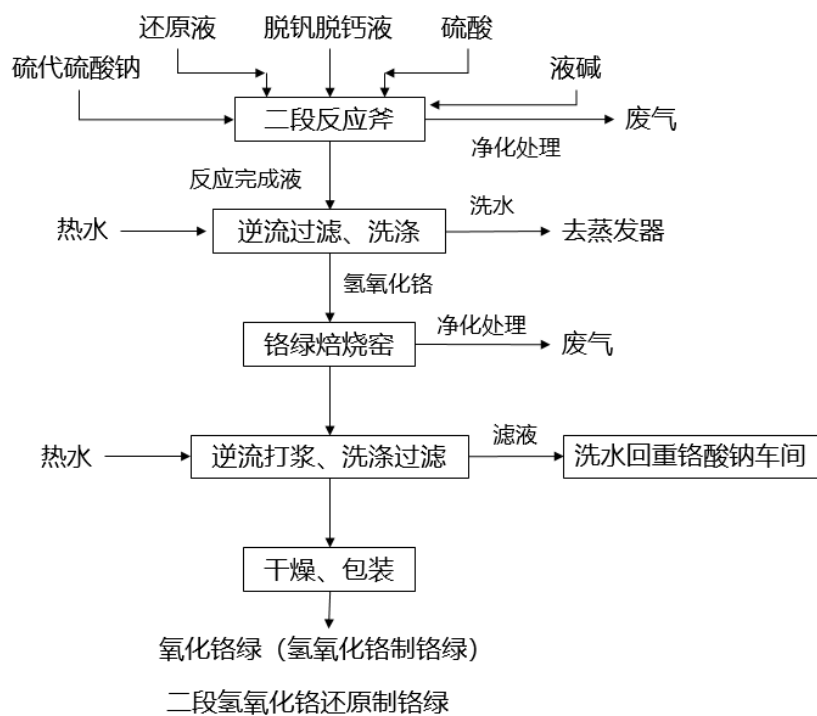 还原液 脱钒脱钙液 硫酸
硫代硫酸钠 液碱
二段反应斧 废气
净化处理
反应完成液
热水 逆流过滤、洗涤 洗水 去蒸发器
氢氧化铬
铬绿焙烧窑 净化处理 废气
热水 逆流打浆、洗涤过滤 滤液 洗水回重铬酸钠车间
干燥、包装
氧化铬绿（氢氧化铬制铬绿）
二段氢氧化铬还原制铬绿